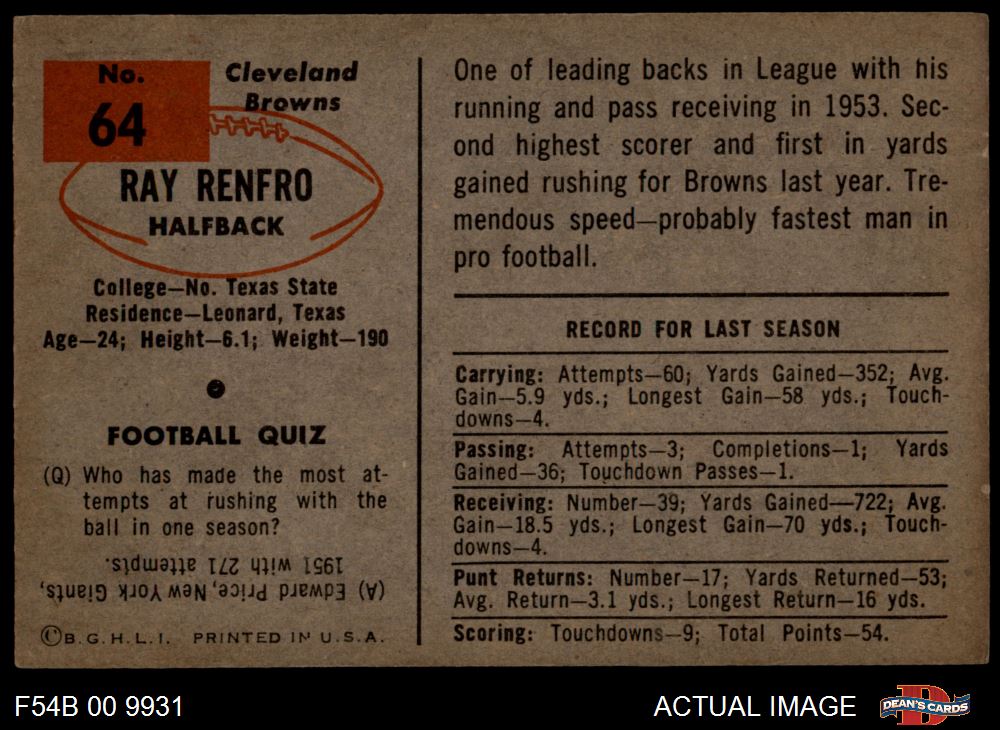 No.
64
Cleveland
Browns
RAY RENFRO
HALFBACK
College—No. Texas State
Residence—Leonard, Texas
Age—24; Height—6.1; Weight—190
FOOTBALL QUIZ
(Q) Who has made the most at-
tempts at rushing with the
ball in one season?
(A) Edward Price, New York Giants,
1951 with 271 attempts.
©B.G.H.L.I. PRINTED IN U.S.A.
One of leading backs in League with his
running and pass receiving in 1953. Sec-
ond highest scorer and first in yards
gained rushing for Browns last year. Tre-
mendous speed—probably fastest man in
pro football.
RECORD FOR LAST SEASON
Carrying: Attempts—60; Yards Gained—352; Avg.
Gain—5.9 yds.; Longest Gain—58 yds.; Touch-
downs—4.
Passing: Attempts—3; Completions—1; Yards
Gained—36; Touchdown Passes—1.
Receiving: Number—39; Yards Gained—722; Avg.
Gain—18.5 yds.; Longest Gain—70 yds.; Touch-
downs—4.
Punt Returns: Number—17; Yards Returned—53;
Avg. Return—3.1 yds.; Longest Return—16 yds.
Scoring: Touchdowns—9; Total Points—54.
F54B 00 9931
ACTUAL IMAGE
D
DEAN'S CARDS